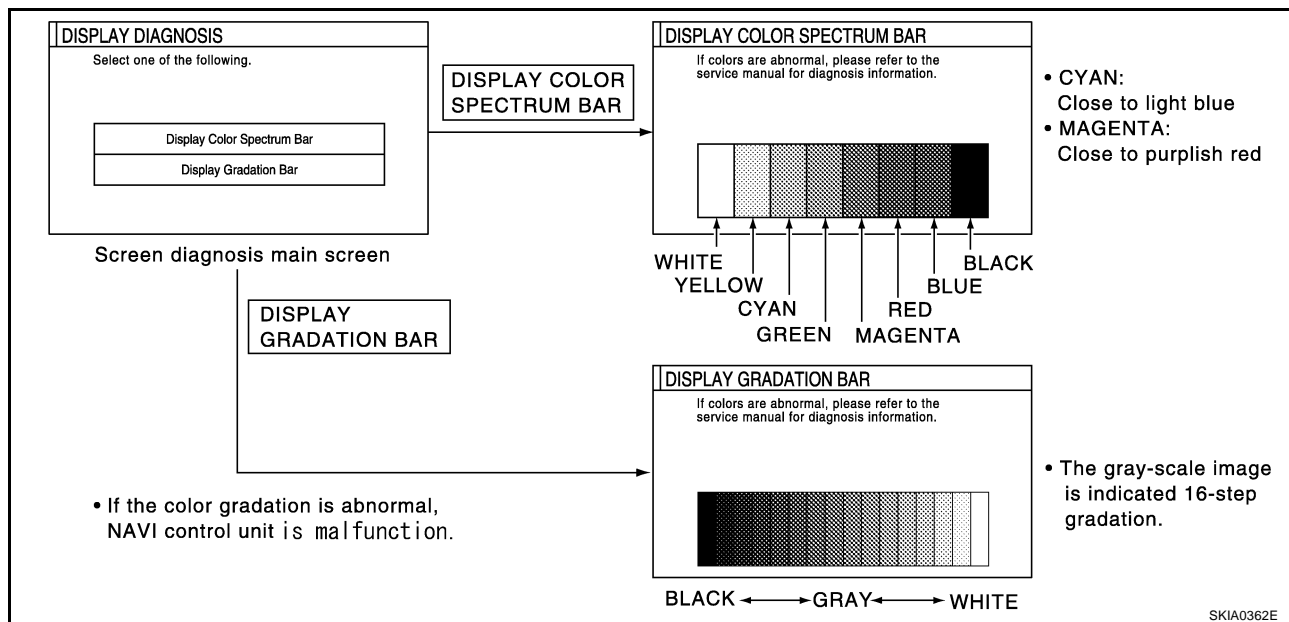 DISPLAY DIAGNOSIS
Select one of the following.
Display Color Spectrum Bar
Display Gradation Bar
Screen diagnosis main screen
DISPLAY COLOR
SPECTRUM BAR
DISPLAY COLOR SPECTRUM BAR
If colors are abnormal, please refer to the
service manual for diagnosis information.
WHITE
YELLOW
CYAN
GREEN
MAGENTA
RED
BLUE
BLACK
• CYAN:
Close to light blue
• MAGENTA:
Close to purplish red
DISPLAY
GRADATION BAR
• If the color gradation is abnormal,
NAVI control unit is malfunction.
DISPLAY GRADATION BAR
If colors are abnormal, please refer to the
service manual for diagnosis information.
BLACK ↔ GRAY ↔ WHITE
• The gray-scale image
is indicated 16-step
gradation.
SKIA0362E